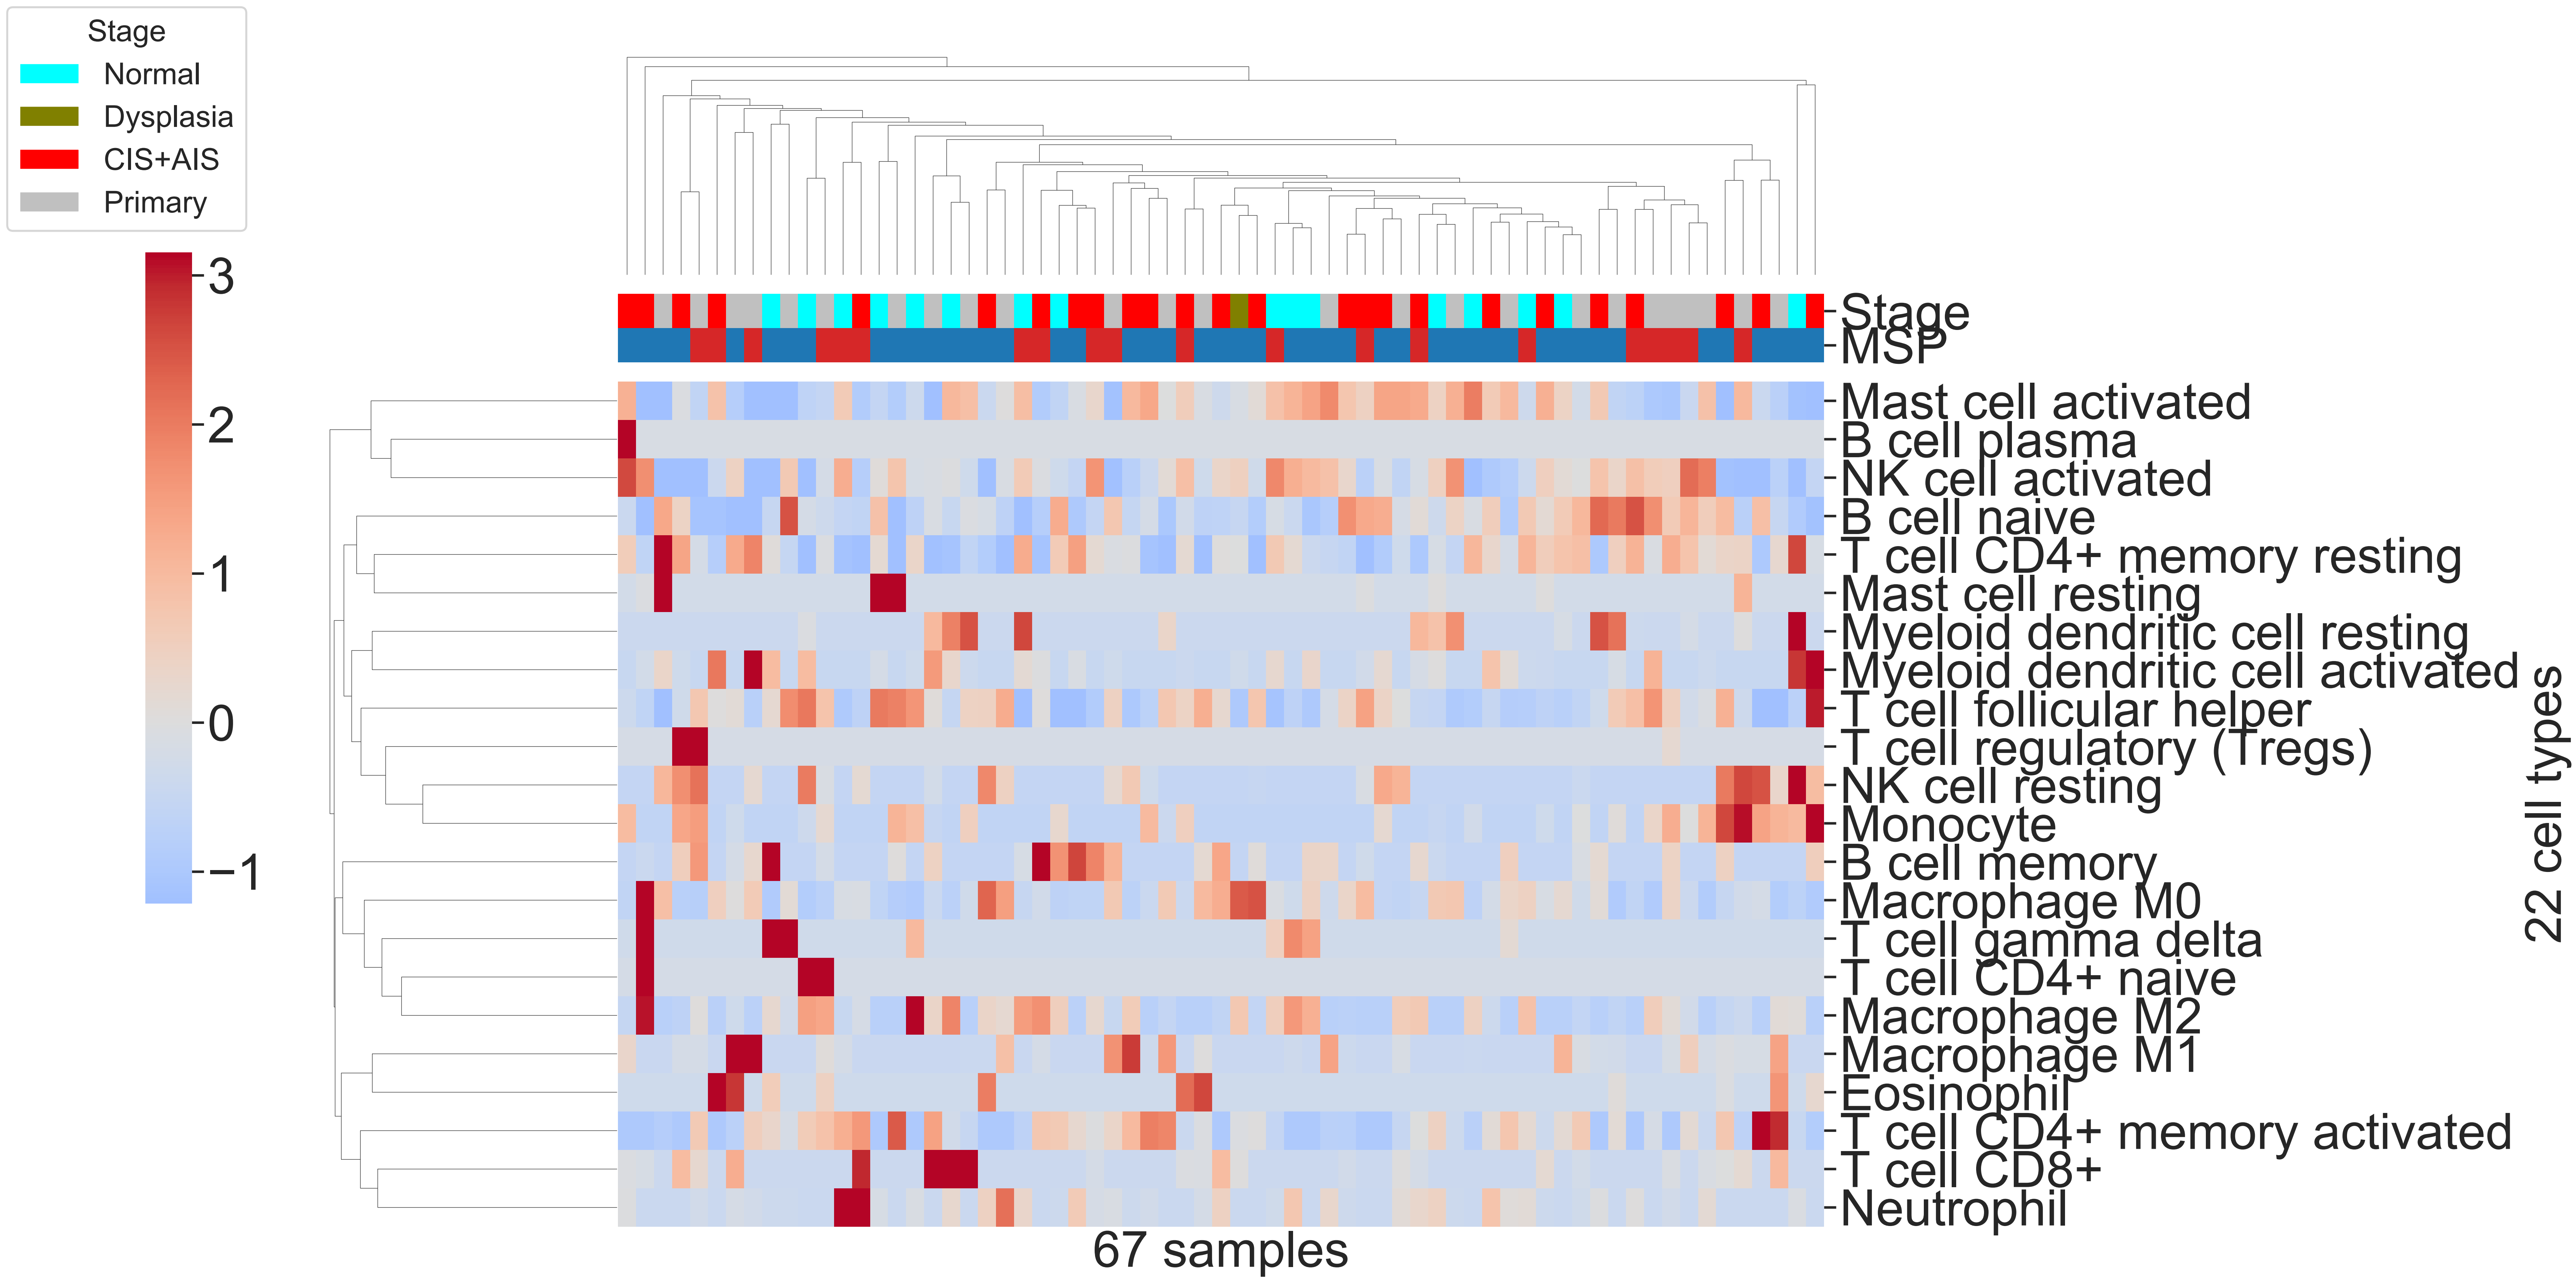 Stage
Normal
Dysplasia
CIS+AIS
Primary
3
2
1
0
−1
Stage
MSP
Mast cell activated
B cell plasma
NK cell activated
B cell naive
T cell CD4+ memory resting
Mast cell resting
Myeloid dendritic cell resting
Myeloid dendritic cell activated
T cell follicular helper
T cell regulatory (Tregs)
NK cell resting
Monocyte
B cell memory
Macrophage M0
T cell gamma delta
T cell CD4+ naive
Macrophage M2
Macrophage M1
Eosinophil
T cell CD4+ memory activated
T cell CD8+
Neutrophil
22 cell types
67 samples